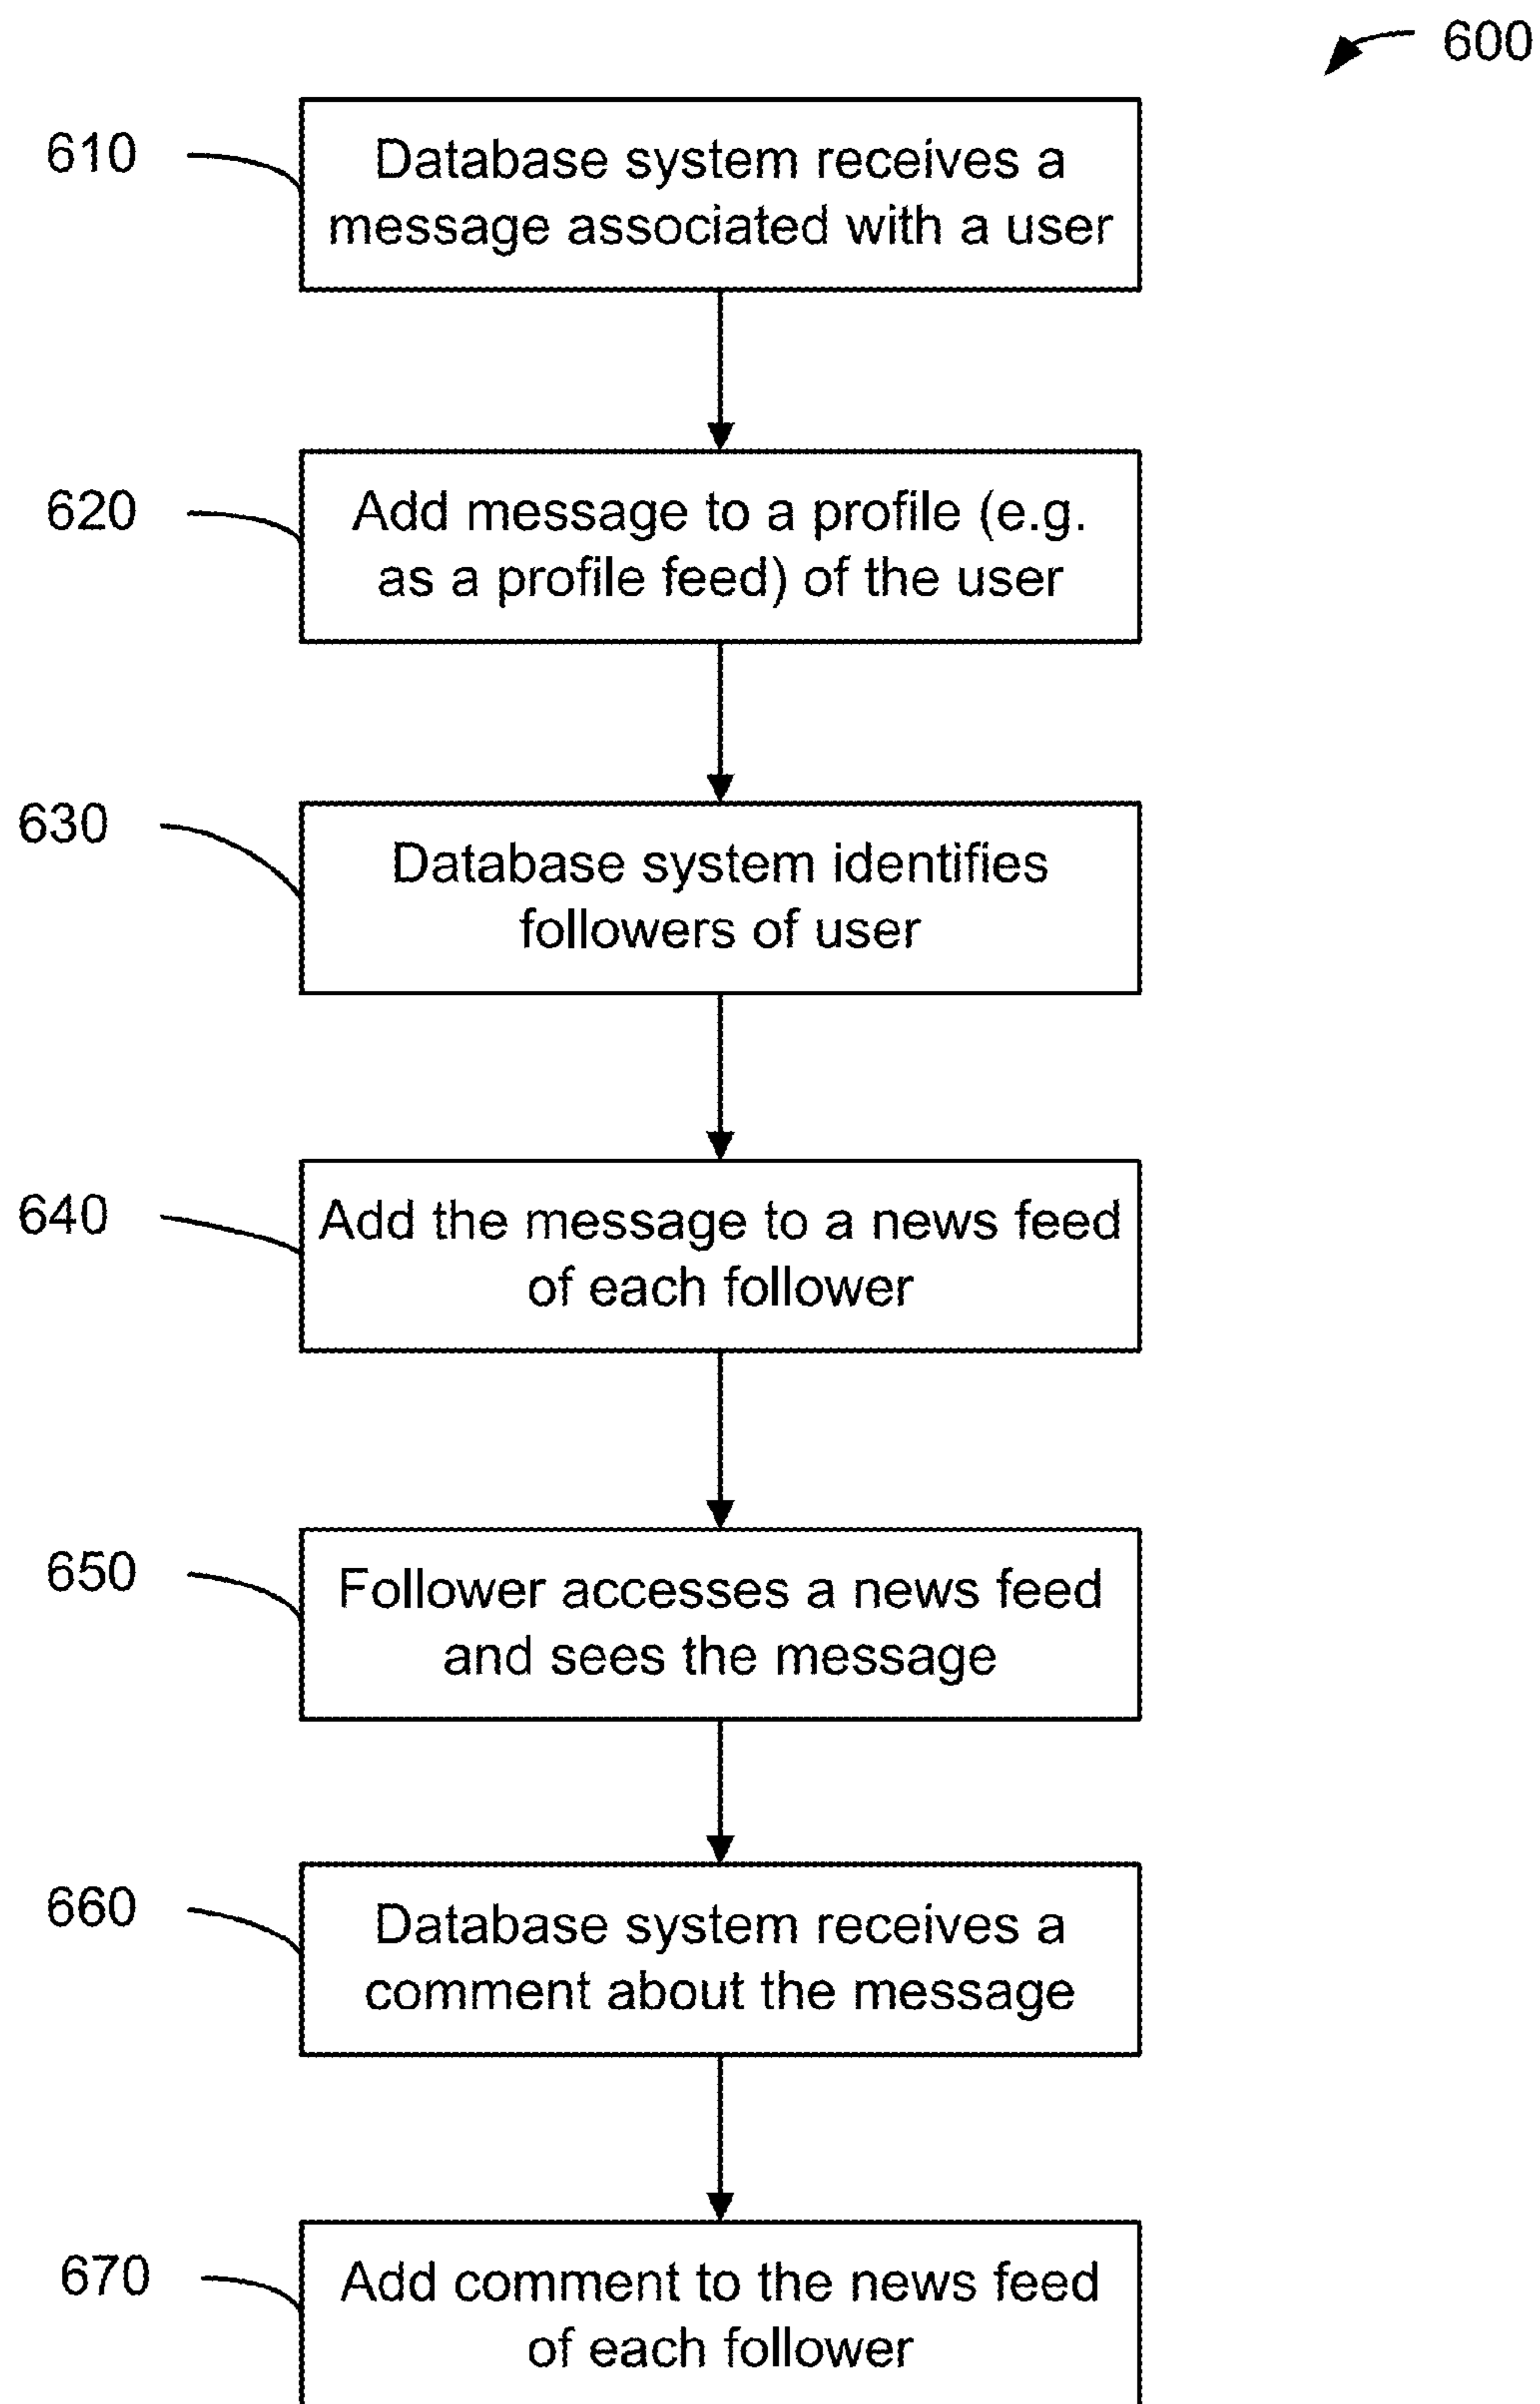 600
610
Database system receives a
message associated with a user
620
Add message to a profile (e.g.
as a profile feed) of the user
630
Database system identifies
followers of user
640
Add the message to a news feed
of each follower
650
Follower accesses a news feed
and sees the message
660
Database system receives a
comment about the message
670
Add comment to the news feed
of each follower